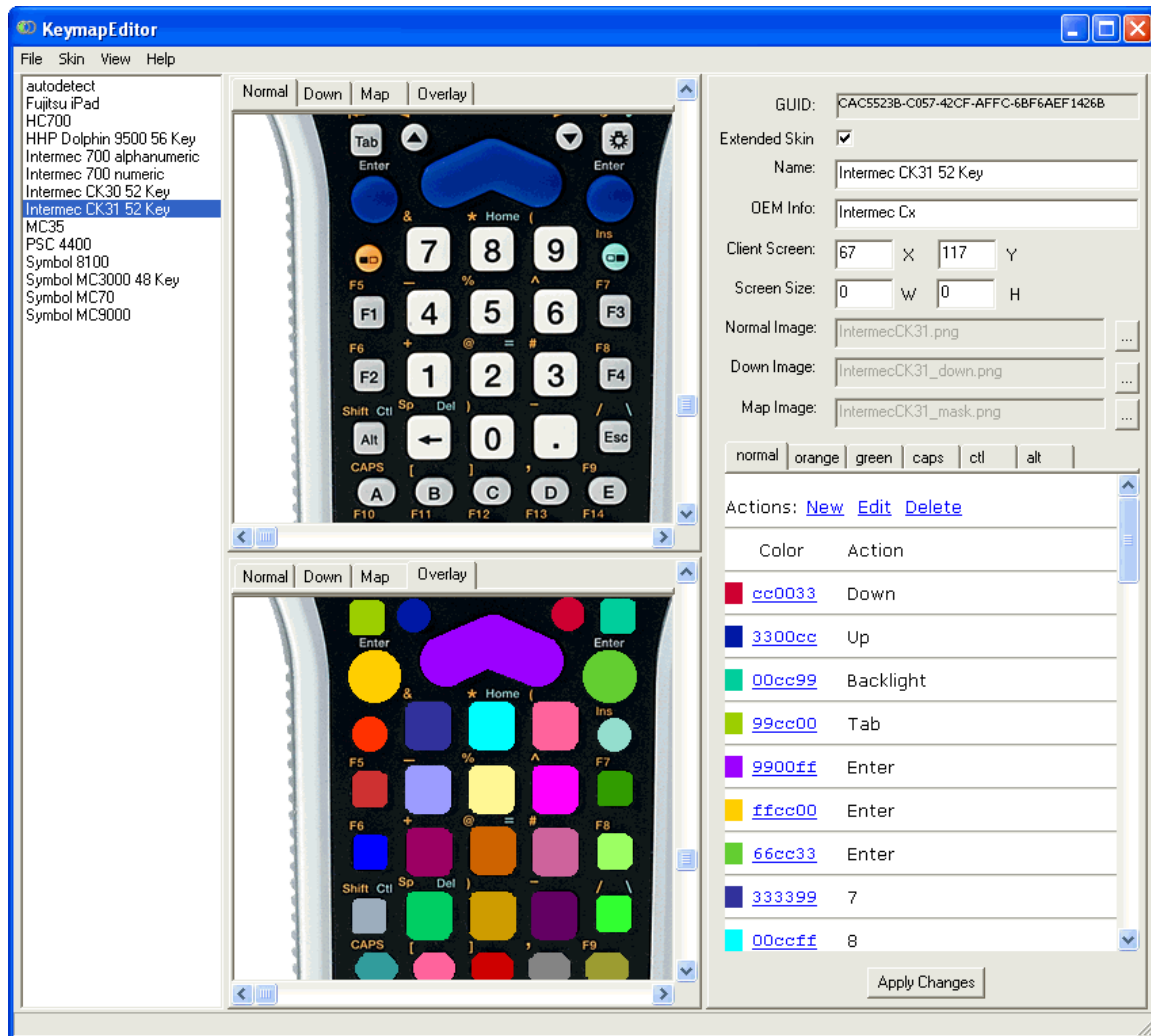 KeymapEditor
File Skin View Help
autodetect
Fujitsu iPad
HC700
HHP Dolphin 9500 56 Key
Intermec 700 alphanumeric
Intermec 700 numeric
Intermec CK30 52 Key
Intermec CK31 52 Key
MC35
PSC 4400
Symbol 8100
Symbol MC3000 48 Key
Symbol MC70
Symbol MC9000
Normal Down Map Overlay
Tab
Enter Enter
& * Home ( Ins
7 8 9
F5 _ % ^ F7
F1 4 5 6 F3
F6 + @ = # F8
F2 1 2 3 F4
Shift Ctl Sp Del ) - / \
Alt ← 0 . Esc
CAPS [ ] , F9
A B C D E
F10 F11 F12 F13 F14
Normal Down Map Overlay
Enter Enter
& * Home ( Ins
F5 _ % ^ F7
F6 + @ = # F8
Shift Ctl Sp Del ) - / \
CAPS [ ] , F9
GUID: CAC5523B-C057-42CF-AFFC-6BF6AEF1426B
Extended Skin
Name: Intermec CK31 52 Key
OEM Info: Intermec Cx
Client Screen: 67 X 117 Y
Screen Size: 0 W 0 H
Normal Image: IntermecCK31.png ...
Down Image: IntermecCK31_down.png ...
Map Image: IntermecCK31_mask.png ...
normal orange green caps ctl alt
Actions: New Edit Delete
Color Action
cc0033 Down
3300cc Up
00cc99 Backlight
99cc00 Tab
9900ff Enter
ffcc00 Enter
66cc33 Enter
333399 7
00ccff 8
Apply Changes